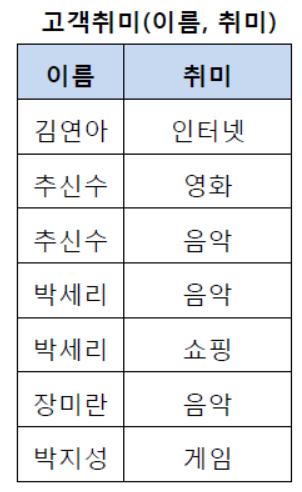 고객취미(이름, 취미)
이름 취미
김연아 인터넷
추신수 영화
추신수 음악
박세리 음악
박세리 쇼핑
장미란 음악
박지성 게임